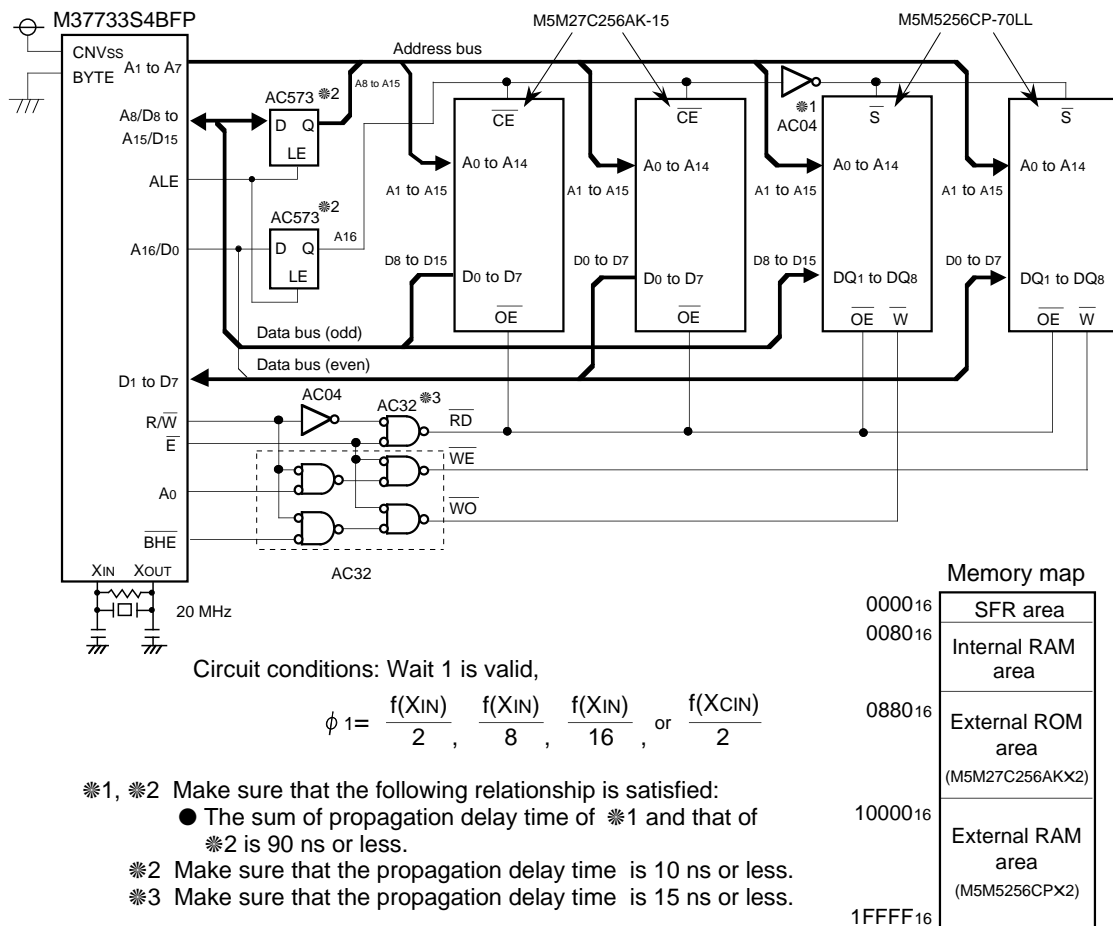 M37733S4BFP
M5M27C256AK-15
M5M5256CP-70LL
CNVSS
BYTE
A1 to A7
Address bus
A8 to A15
A8/D8 to
A15/D15
AC573 ※2
D Q
LE
ALE
AC573 ※2
A16/D0
D Q
LE
A16
CE
A0 to A14
A1 to A15
D8 to D15
D0 to D7
OE
CE
A0 to A14
A1 to A15
D0 to D7
D0 to D7
OE
※1
AC04
S
A0 to A14
A1 to A15
D8 to D15
DQ1 to DQ8
OE W
S
A0 to A14
A1 to A15
D0 to D7
DQ1 to DQ8
OE W
Data bus (odd)
Data bus (even)
D1 to D7
R/W
E
A0
BHE
AC04
AC32 ※3
RD
WE
WO
AC32
XIN XOUT
20 MHz
Circuit conditions: Wait 1 is valid,
ϕ 1= f(XIN)/2 , f(XIN)/8 , f(XIN)/16 , or f(XCIN)/2
※1, ※2 Make sure that the following relationship is satisfied:
● The sum of propagation delay time of ※1 and that of
※2 is 90 ns or less.
※2 Make sure that the propagation delay time is 10 ns or less.
※3 Make sure that the propagation delay time is 15 ns or less.
Memory map
000016
SFR area
008016
Internal RAM
area
088016
External ROM
area
(M5M27C256AK×2)
1000016
External RAM
area
(M5M5256CP×2)
1FFFF16